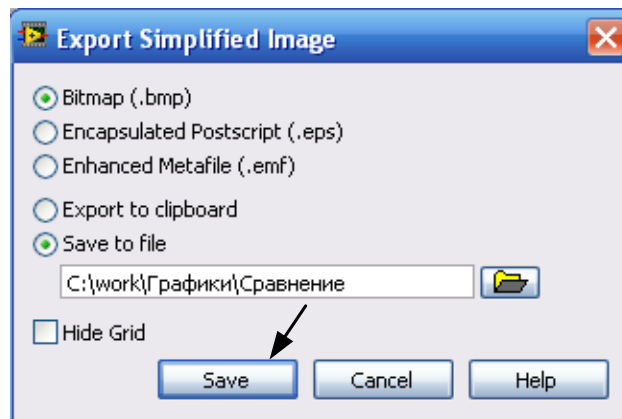 Export Simplified Image
Bitmap (.bmp)
Encapsulated Postscript (.eps)
Enhanced Metafile (.emf)
Export to clipboard
Save to file
C:\work\Графики\Сравнение
Hide Grid
Save Cancel Help